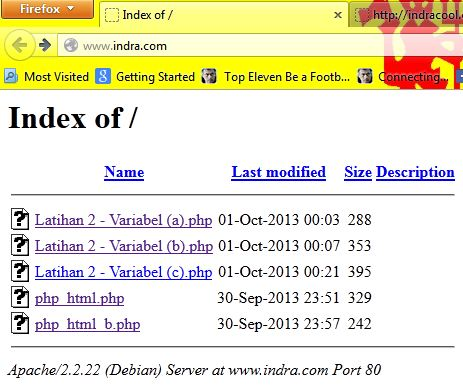 Firefox
Index of /
http://indracool.
www.indra.com
Most Visited Getting Started Top Eleven Be a Footb... Connecting...
Index of /
Name Last modified Size Description
Latihan 2 - Variabel (a).php 01-Oct-2013 00:03 288
Latihan 2 - Variabel (b).php 01-Oct-2013 00:07 353
Latihan 2 - Variabel (c).php 01-Oct-2013 00:21 395
php_html.php 30-Sep-2013 23:51 329
php_html_b.php 30-Sep-2013 23:57 242
Apache/2.2.22 (Debian) Server at www.indra.com Port 80